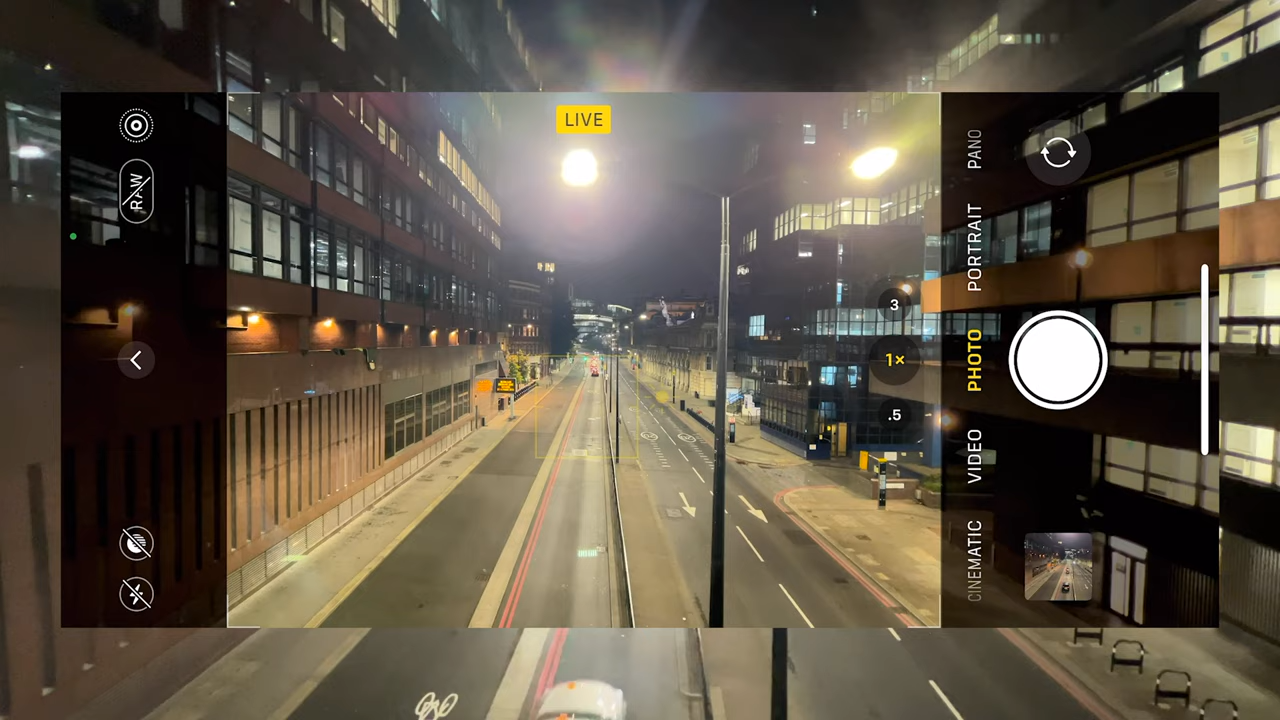 LIVE
RAW
3
1×
.5
PANO
PORTRAIT
PHOTO
VIDEO
CINEMATIC